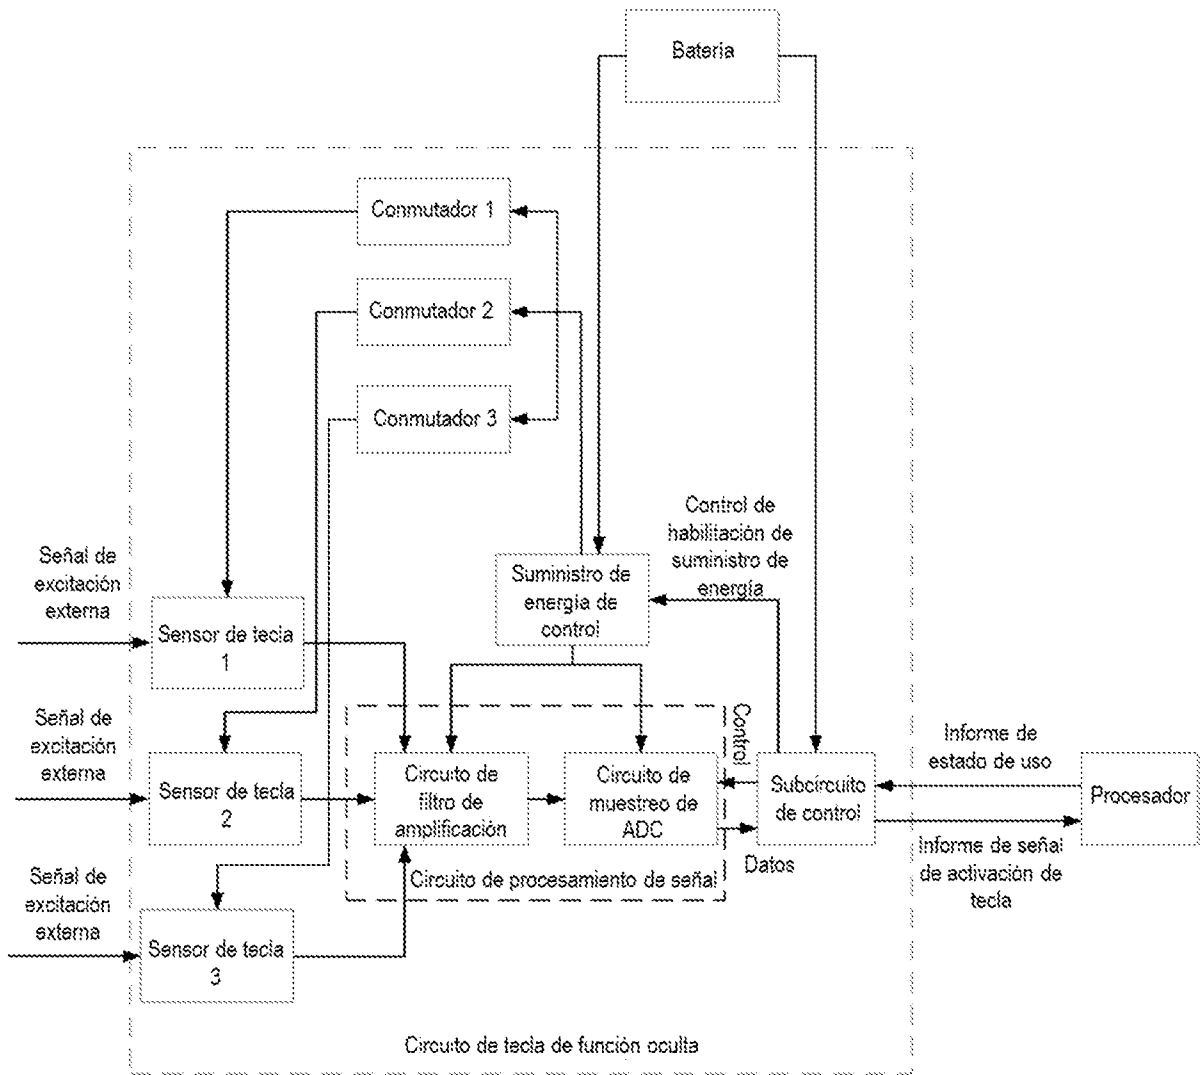 Batería
Conmutador 1
Conmutador 2
Conmutador 3
Control de
habilitación de
suministro de
energía
Señal de
excitación
externa
Suministro de
energía de
control
Sensor de tecla
1
Señal de
excitación
externa
Control
Informe de
estado de uso
Sensor de tecla
2
Circuito de
filtro de
amplificación
Circuito de
muestreo de
ADC
Subcircuito
de control
Procesador
Datos
Informe de señal
de activación de
tecla
Circuito de procesamiento de señal
Señal de
excitación
externa
Sensor de tecla
3
Circuito de tecla de función oculta